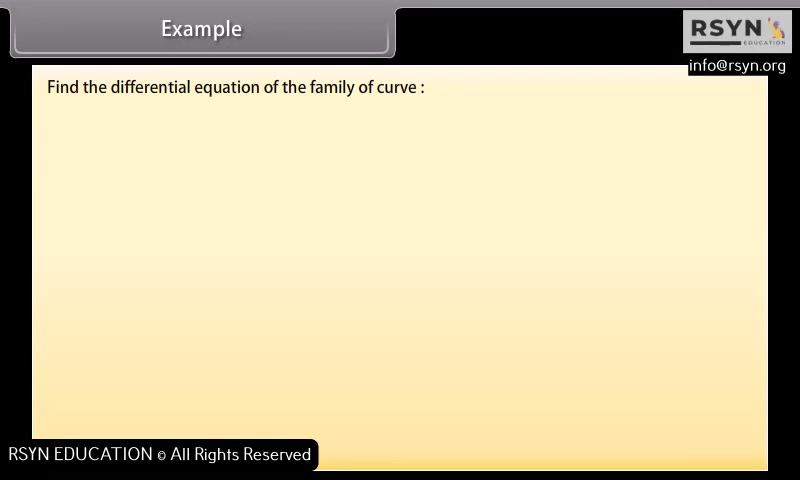 Example
RSYN
EDUCATION
info@rsyn.org
Find the differential equation of the family of curve :
RSYN EDUCATION © All Rights Reserved